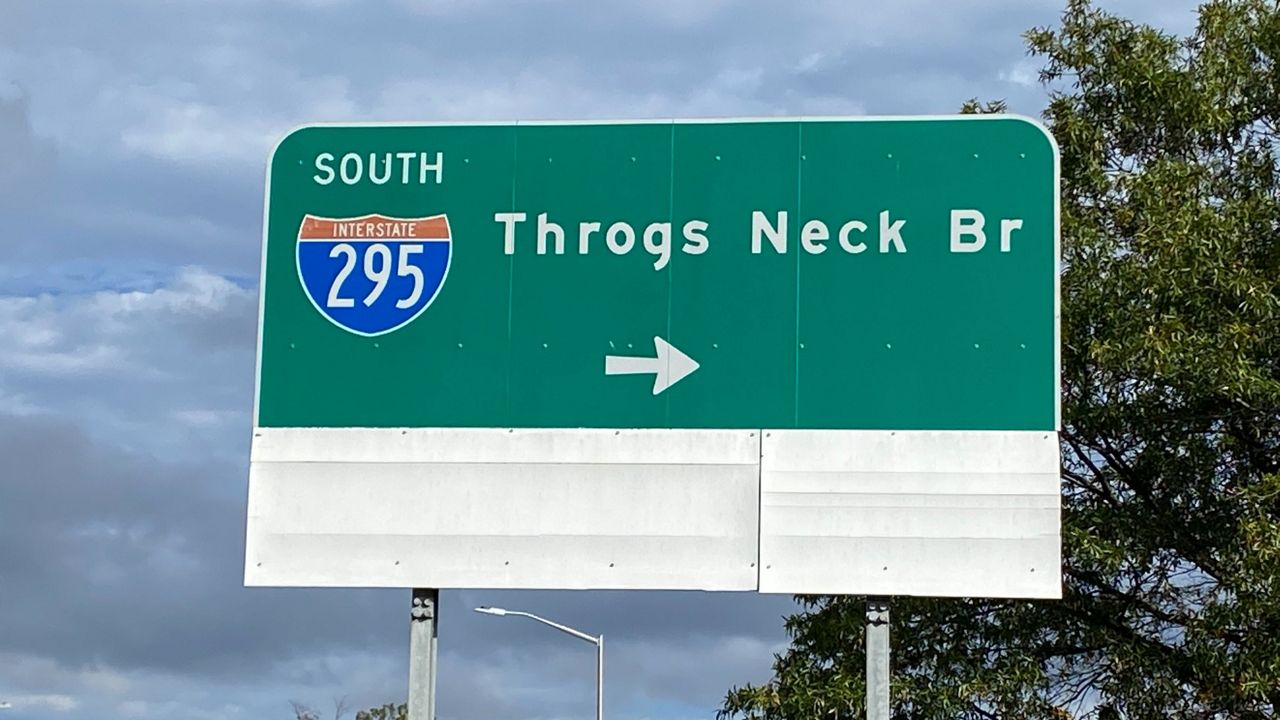 SOUTH
INTERSTATE
295
Throgs Neck Br